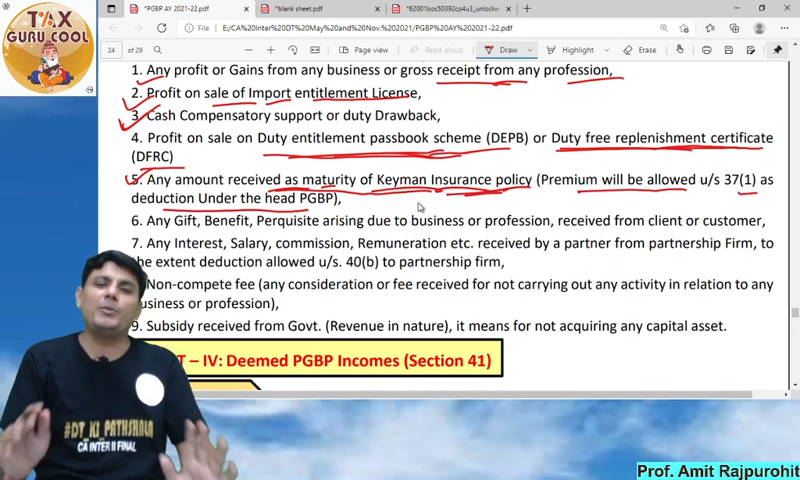 TAX
GURU COOL
*PGBP AY 2021-22.pdf
*blank sheet.pdf
*62001bos50392cp4u3_unlocked.p
E:/CA%20Inter%20DT%20May%20and%20Nov.%202021/PGBP%20AY%202021-22.pdf
24 of 29
Page view
Read aloud
Draw
Highlight
Erase
1. Any profit or Gains from any business or gross receipt from any profession,
2. Profit on sale of Import entitlement License,
3. Cash Compensatory support or duty Drawback,
4. Profit on sale on Duty entitlement passbook scheme (DEPB) or Duty free replenishment certificate
(DFRC)
5. Any amount received as maturity of Keyman Insurance policy (Premium will be allowed u/s 37(1) as
deduction Under the head PGBP),
6. Any Gift, Benefit, Perquisite arising due to business or profession, received from client or customer,
7. Any Interest, Salary, commission, Remuneration etc. received by a partner from partnership Firm, to
the extent deduction allowed u/s. 40(b) to partnership firm,
Non-compete fee (any consideration or fee received for not carrying out any activity in relation to any
business or profession),
9. Subsidy received from Govt. (Revenue in nature), it means for not acquiring any capital asset.
T – IV: Deemed PGBP Incomes (Section 41)
#DT_KI_PATHSHALA
CA INTER II FINAL
Prof. Amit Rajpurohit